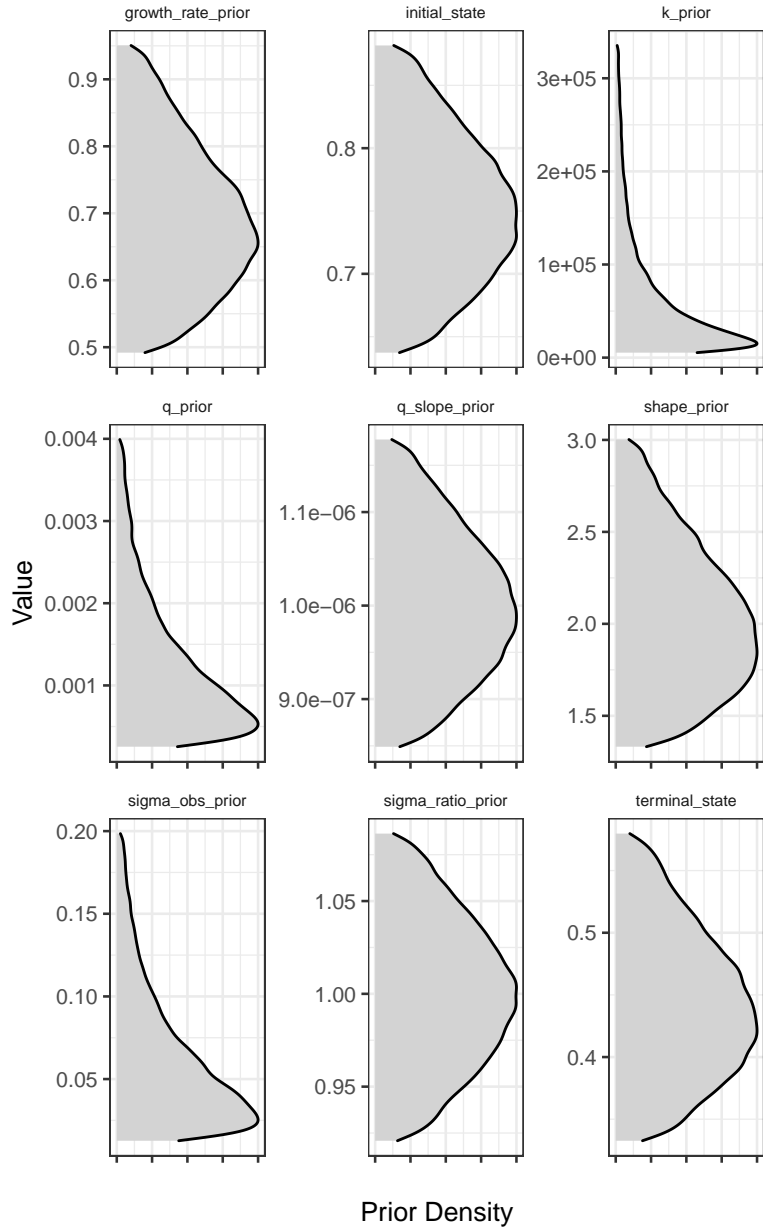 growth_rate_prior
initial_state
k_prior
0.9
0.8
0.7
0.6
0.5
0.8
0.7
3e+05
2e+05
1e+05
0e+00
q_prior
q_slope_prior
shape_prior
0.004
0.003
0.002
0.001
1.1e−06
1.0e−06
9.0e−07
3.0
2.5
2.0
1.5
sigma_obs_prior
sigma_ratio_prior
terminal_state
0.20
0.15
0.10
0.05
1.05
1.00
0.95
0.5
0.4
Value
Prior Density